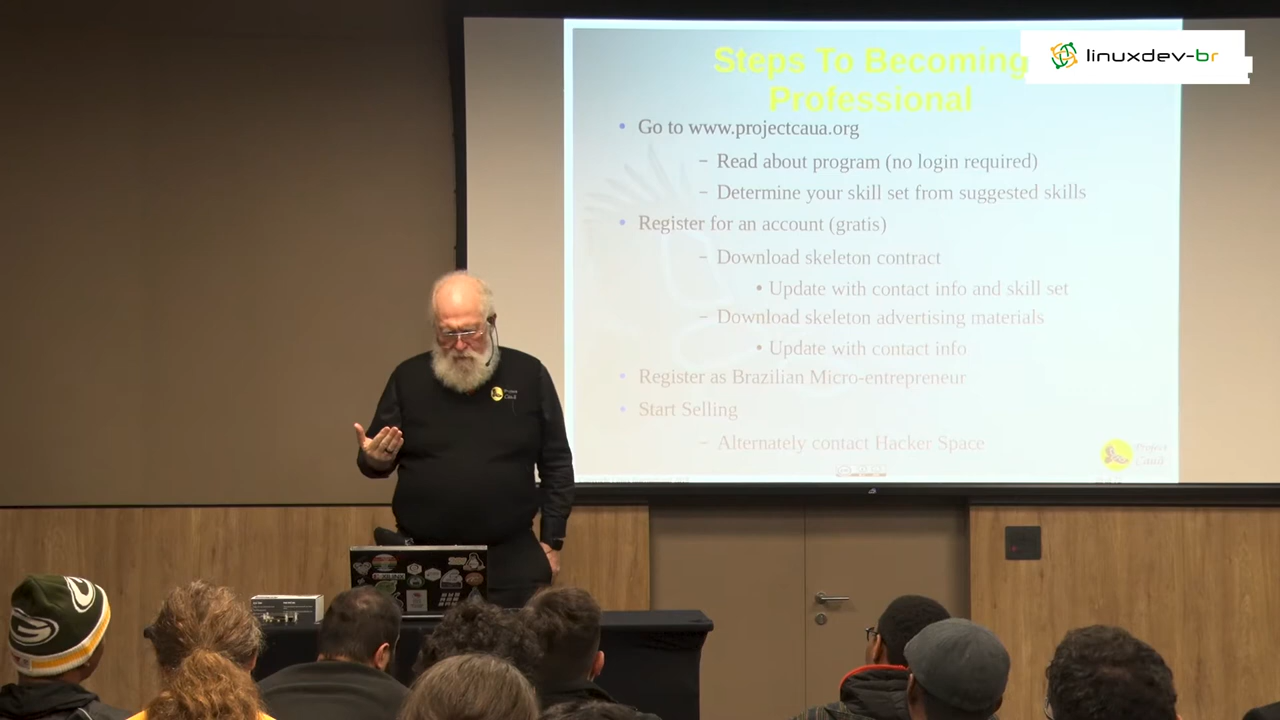 Steps To Becoming
Professional
linuxdev-br
• Go to www.projectcaua.org
– Read about program (no login required)
– Determine your skill set from suggested skills
• Register for an account (gratis)
– Download skeleton contract
• Update with contact info and skill set
– Download skeleton advertising materials
• Update with contact info
• Register as Brazilian Micro-entrepreneur
• Start Selling
– Alternately contact Hacker Space
Project
Cauã